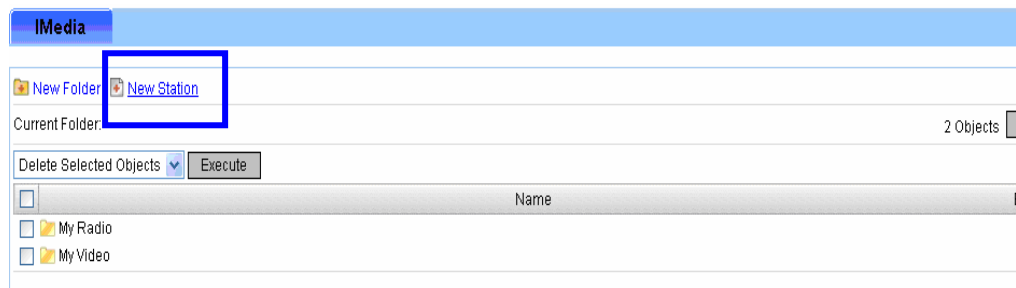 IMedia
New Folder New Station
Current Folder: 2 Objects
Delete Selected Objects Execute
Name
My Radio
My Video